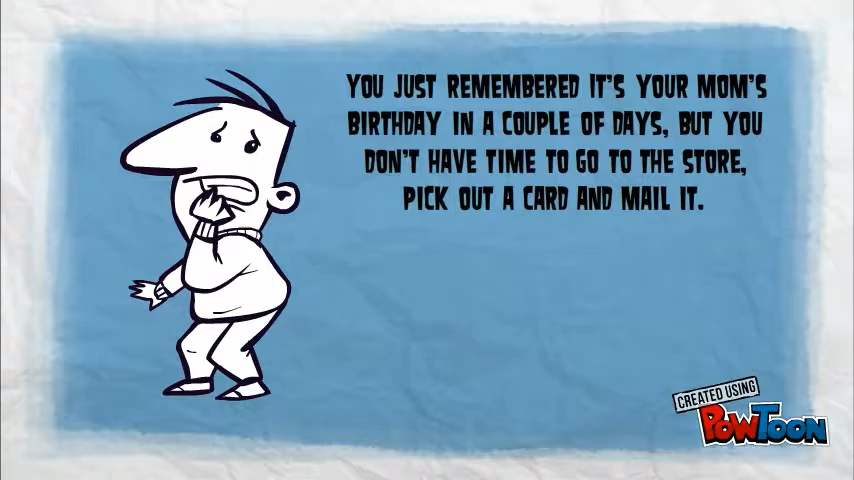 YOU JUST REMEMBERED IT'S YOUR MOM'S
BIRTHDAY IN A COUPLE OF DAYS, BUT YOU
DON'T HAVE TIME TO GO TO THE STORE,
PICK OUT A CARD AND MAIL IT.
CREATED USING
POWTOON